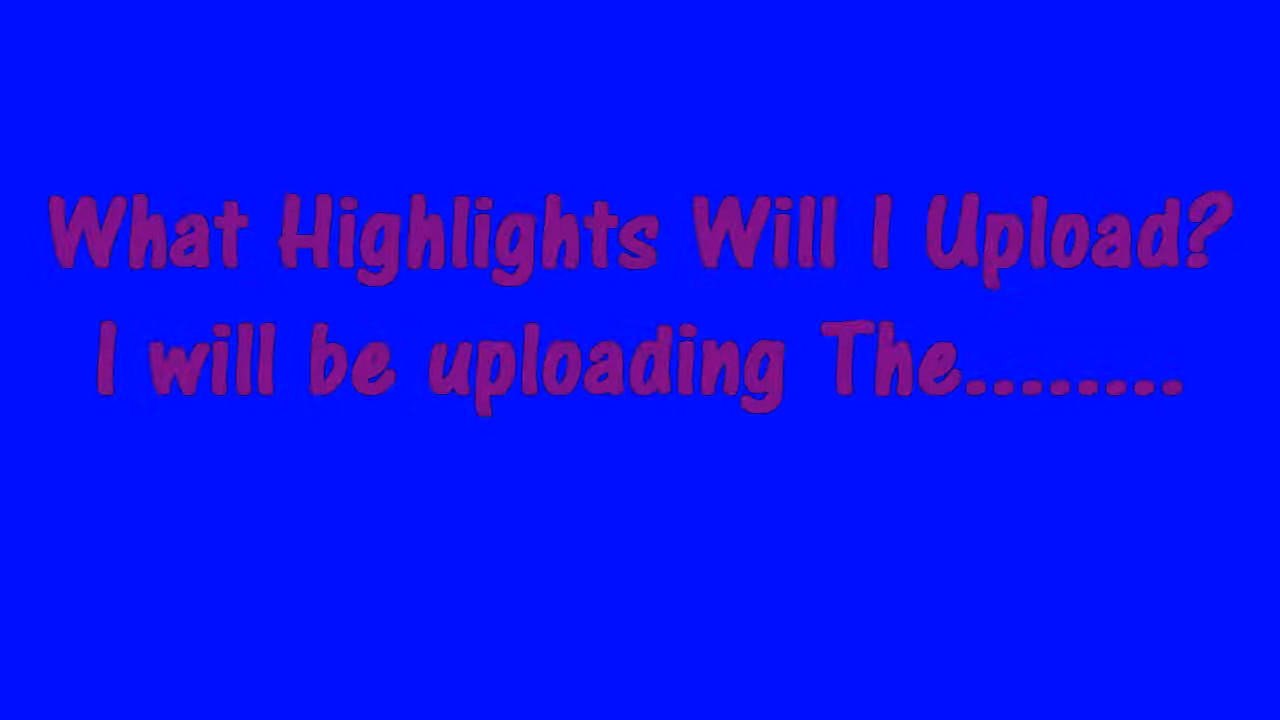 What Highlights Will I Upload?
I will be uploading The........